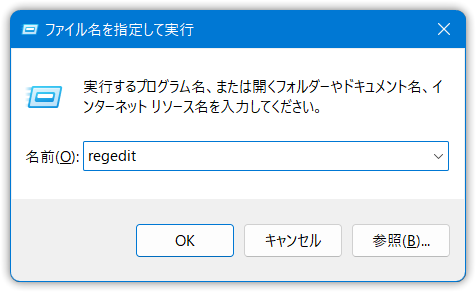 ファイル名を指定して実行
実行するプログラム名、または開くフォルダーやドキュメント名、イ
ンターネット リソース名を入力してください。
名前(O): regedit
OK キャンセル 参照(B)...